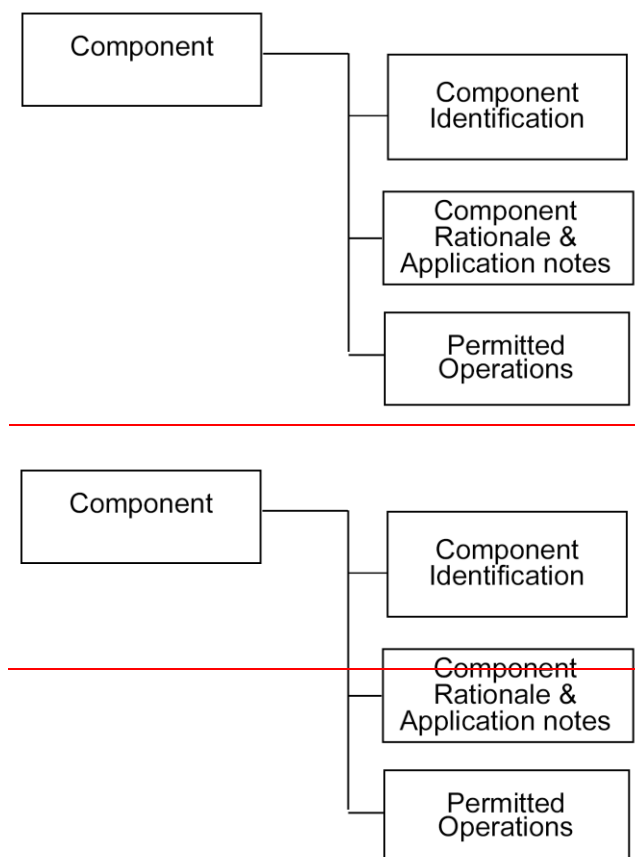 Component
Component
Identification
Component
Rationale &
Application notes
Permitted
Operations
Component
Component
Identification
Component
Rationale &
Application notes
Permitted
Operations